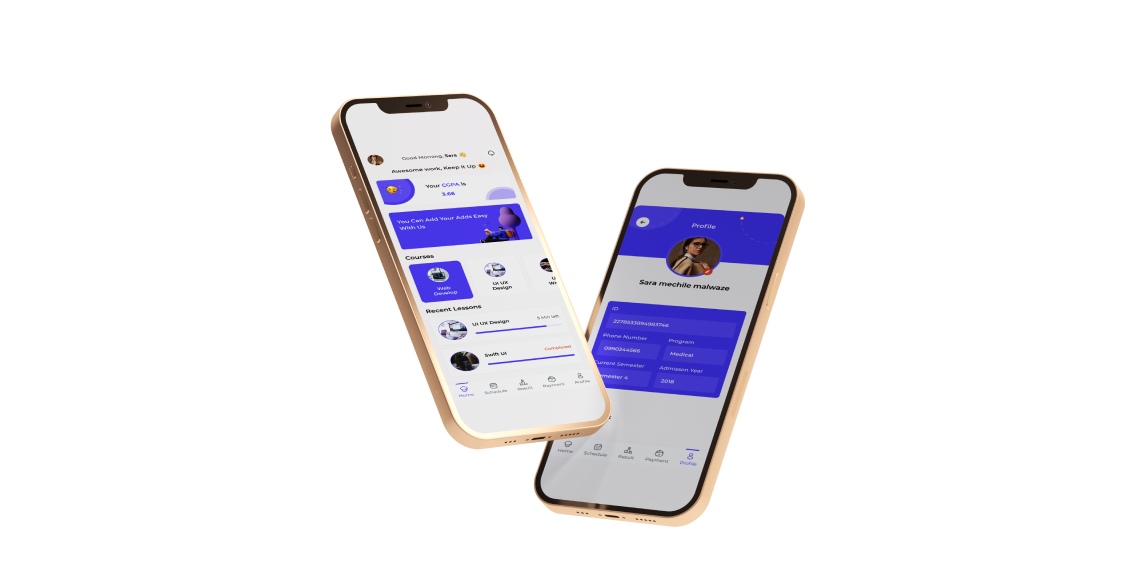 Good Morning, Sara
Awesome work, Keep It Up
Your CGPA is
3.66
You Can Add Your Adds Easy
With Us
Courses
Web
Develop
UI UX
Design
Recent Lessons
UI UX Design
5 Min left
Swift UI
Completed
Home
Schedule
Result
Payment
Profile
Profile
Sara mechile malwaze
ID
Phone Number
Program
0990244566
Medical
Current Semester
Admission Year
Semester 4
2018
Home
Schedule
Result
Payment
Profile